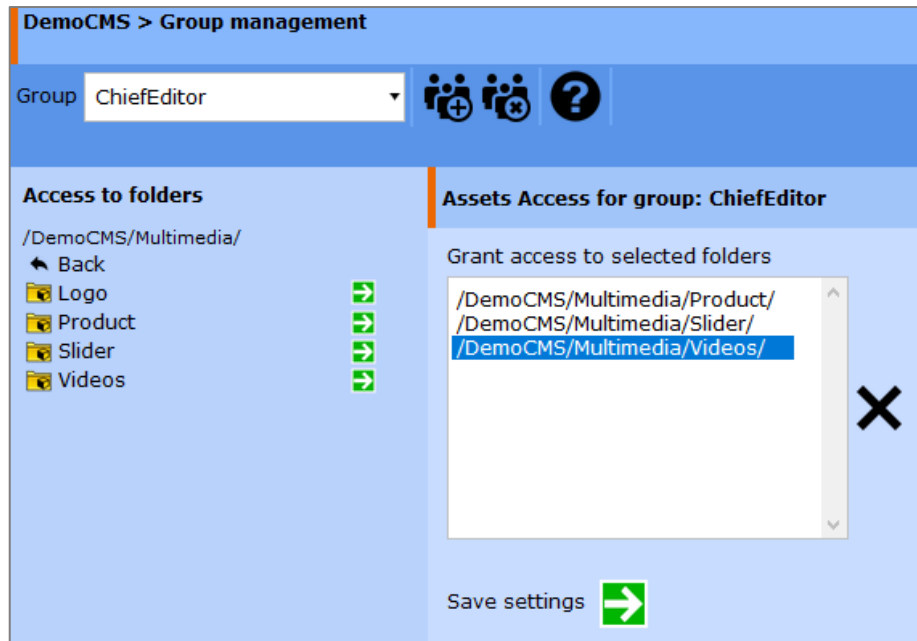 DemoCMS > Group management
Group ChiefEditor
Access to folders
/DemoCMS/Multimedia/
Back
Logo
Product
Slider
Videos
Assets Access for group: ChiefEditor
Grant access to selected folders
/DemoCMS/Multimedia/Product/
/DemoCMS/Multimedia/Slider/
/DemoCMS/Multimedia/Videos/
Save settings